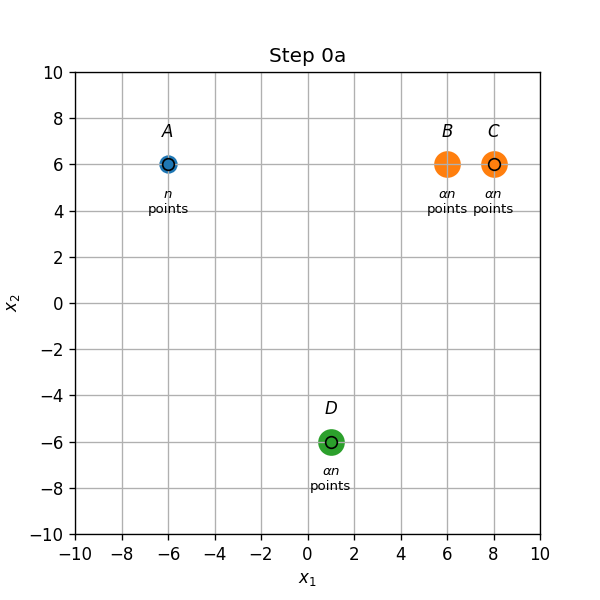 Step 0a
10
8
6
4
2
0
−2
−4
−6
−8
−10
x₂
A
B
C
n
points
αn
points
αn
points
D
αn
points
−10 −8 −6 −4 −2 0 2 4 6 8 10
x₁